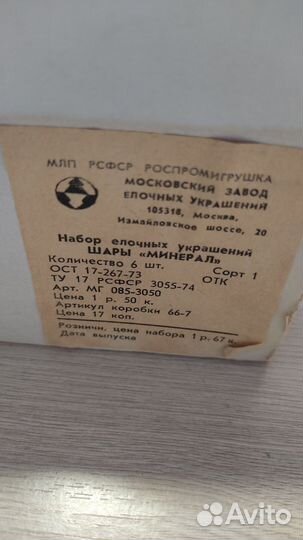 МЛП РСФСР РОСПРОМИГРУШКА
МОСКОВСКИЙ ЗАВОД
ЕЛОЧНЫХ УКРАШЕНИЙ
105318, Москва,
Измайловское шоссе, 20
Набор елочных украшений
ШАРЫ «МИНЕРАЛ»
Количество 6 шт. Сорт 1
ОСТ 17-267-73 ОТК
ТУ 17 РСФСР 3055-74
Арт. МГ 085-3050
Цена 1 р. 50 к.
Артикул коробки 66-7
Цена 17 коп.
Розничн. цена набора 1 р. 67 к.
Дата выпуска
Avito